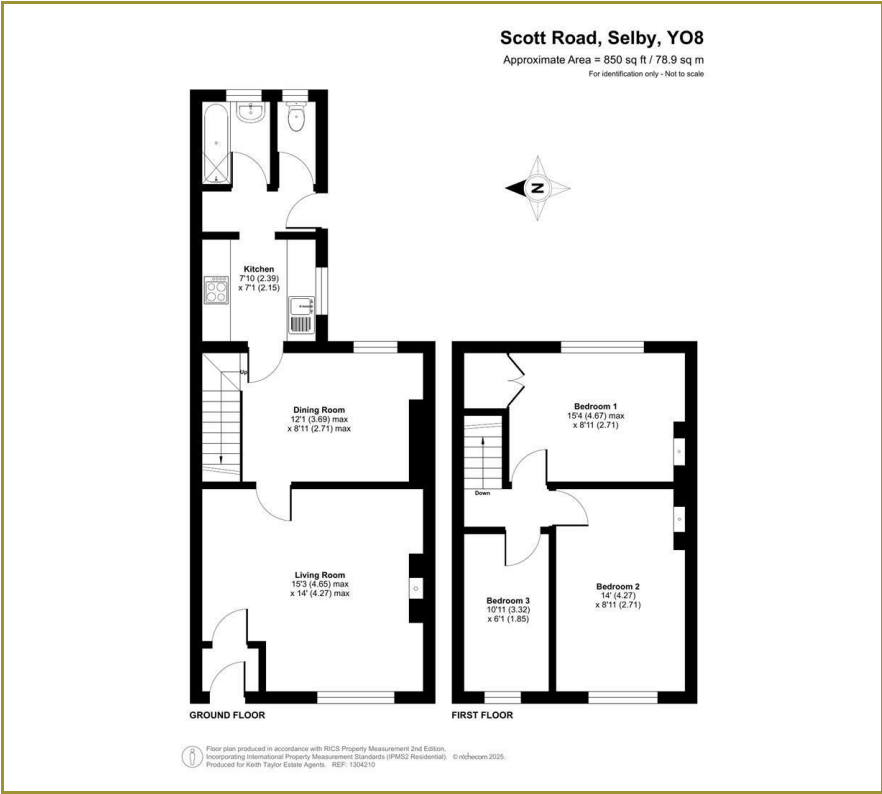 Scott Road, Selby, YO8
Approximate Area = 850 sq ft / 78.9 sq m
For identification only - Not to scale
N
Kitchen
7'10 (2.39)
x 7'1 (2.15)
Up
Dining Room
12'1 (3.69) max
x 8'11 (2.71) max
Living Room
15'3 (4.65) max
x 14' (4.27) max
GROUND FLOOR
Bedroom 1
15'4 (4.67) max
x 8'11 (2.71)
Down
Bedroom 2
14' (4.27)
x 8'11 (2.71)
Bedroom 3
10'11 (3.32)
x 6'1 (1.85)
FIRST FLOOR
Floor plan produced in accordance with RICS Property Measurement 2nd Edition,
Incorporating International Property Measurement Standards (IPMS2 Residential). © nichecom 2025.
Produced for Keith Taylor Estate Agents. REF: 1304210